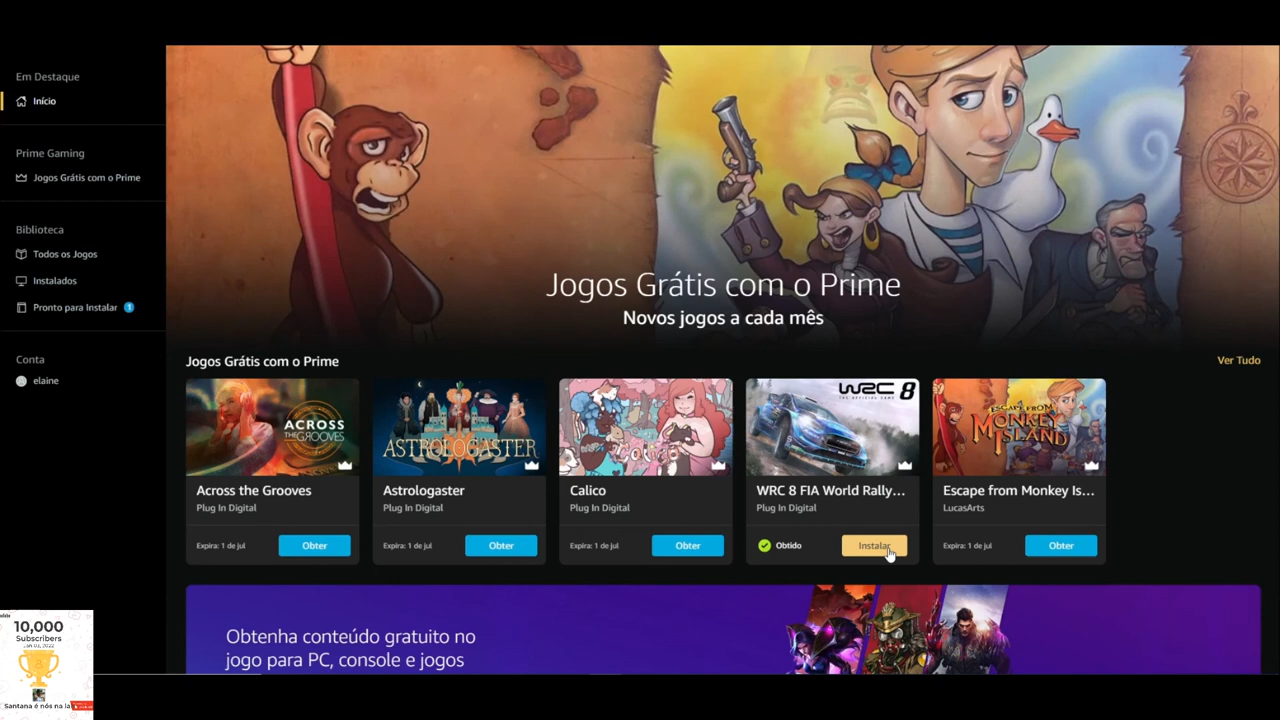 Em Destaque
Início
Prime Gaming
Jogos Grátis com o Prime
Biblioteca
Todos os Jogos
Instalados
Pronto para Instalar 1
Conta
elaine
Jogos Grátis com o Prime
Novos jogos a cada mês
Jogos Grátis com o Prime
Ver Tudo
ACROSS
THE GROOVES
ASTROLOGASTER
Calico
WRC 8
THE OFFICIAL GAME
ESCAPE FROM
MONKEY
ISLAND
Across the Grooves
Plug In Digital
Expira: 1 de jul
Obter
Astrologaster
Plug In Digital
Expira: 1 de jul
Obter
Calico
Plug In Digital
Expira: 1 de jul
Obter
WRC 8 FIA World Rally...
Plug In Digital
Obtido
Instalar
Escape from Monkey Is...
LucasArts
Expira: 1 de jul
Obter
Obtenha conteúdo gratuito no
jogo para PC, console e jogos
10,000
Subscribers
Jan 03, 2022
Santana é nós na la